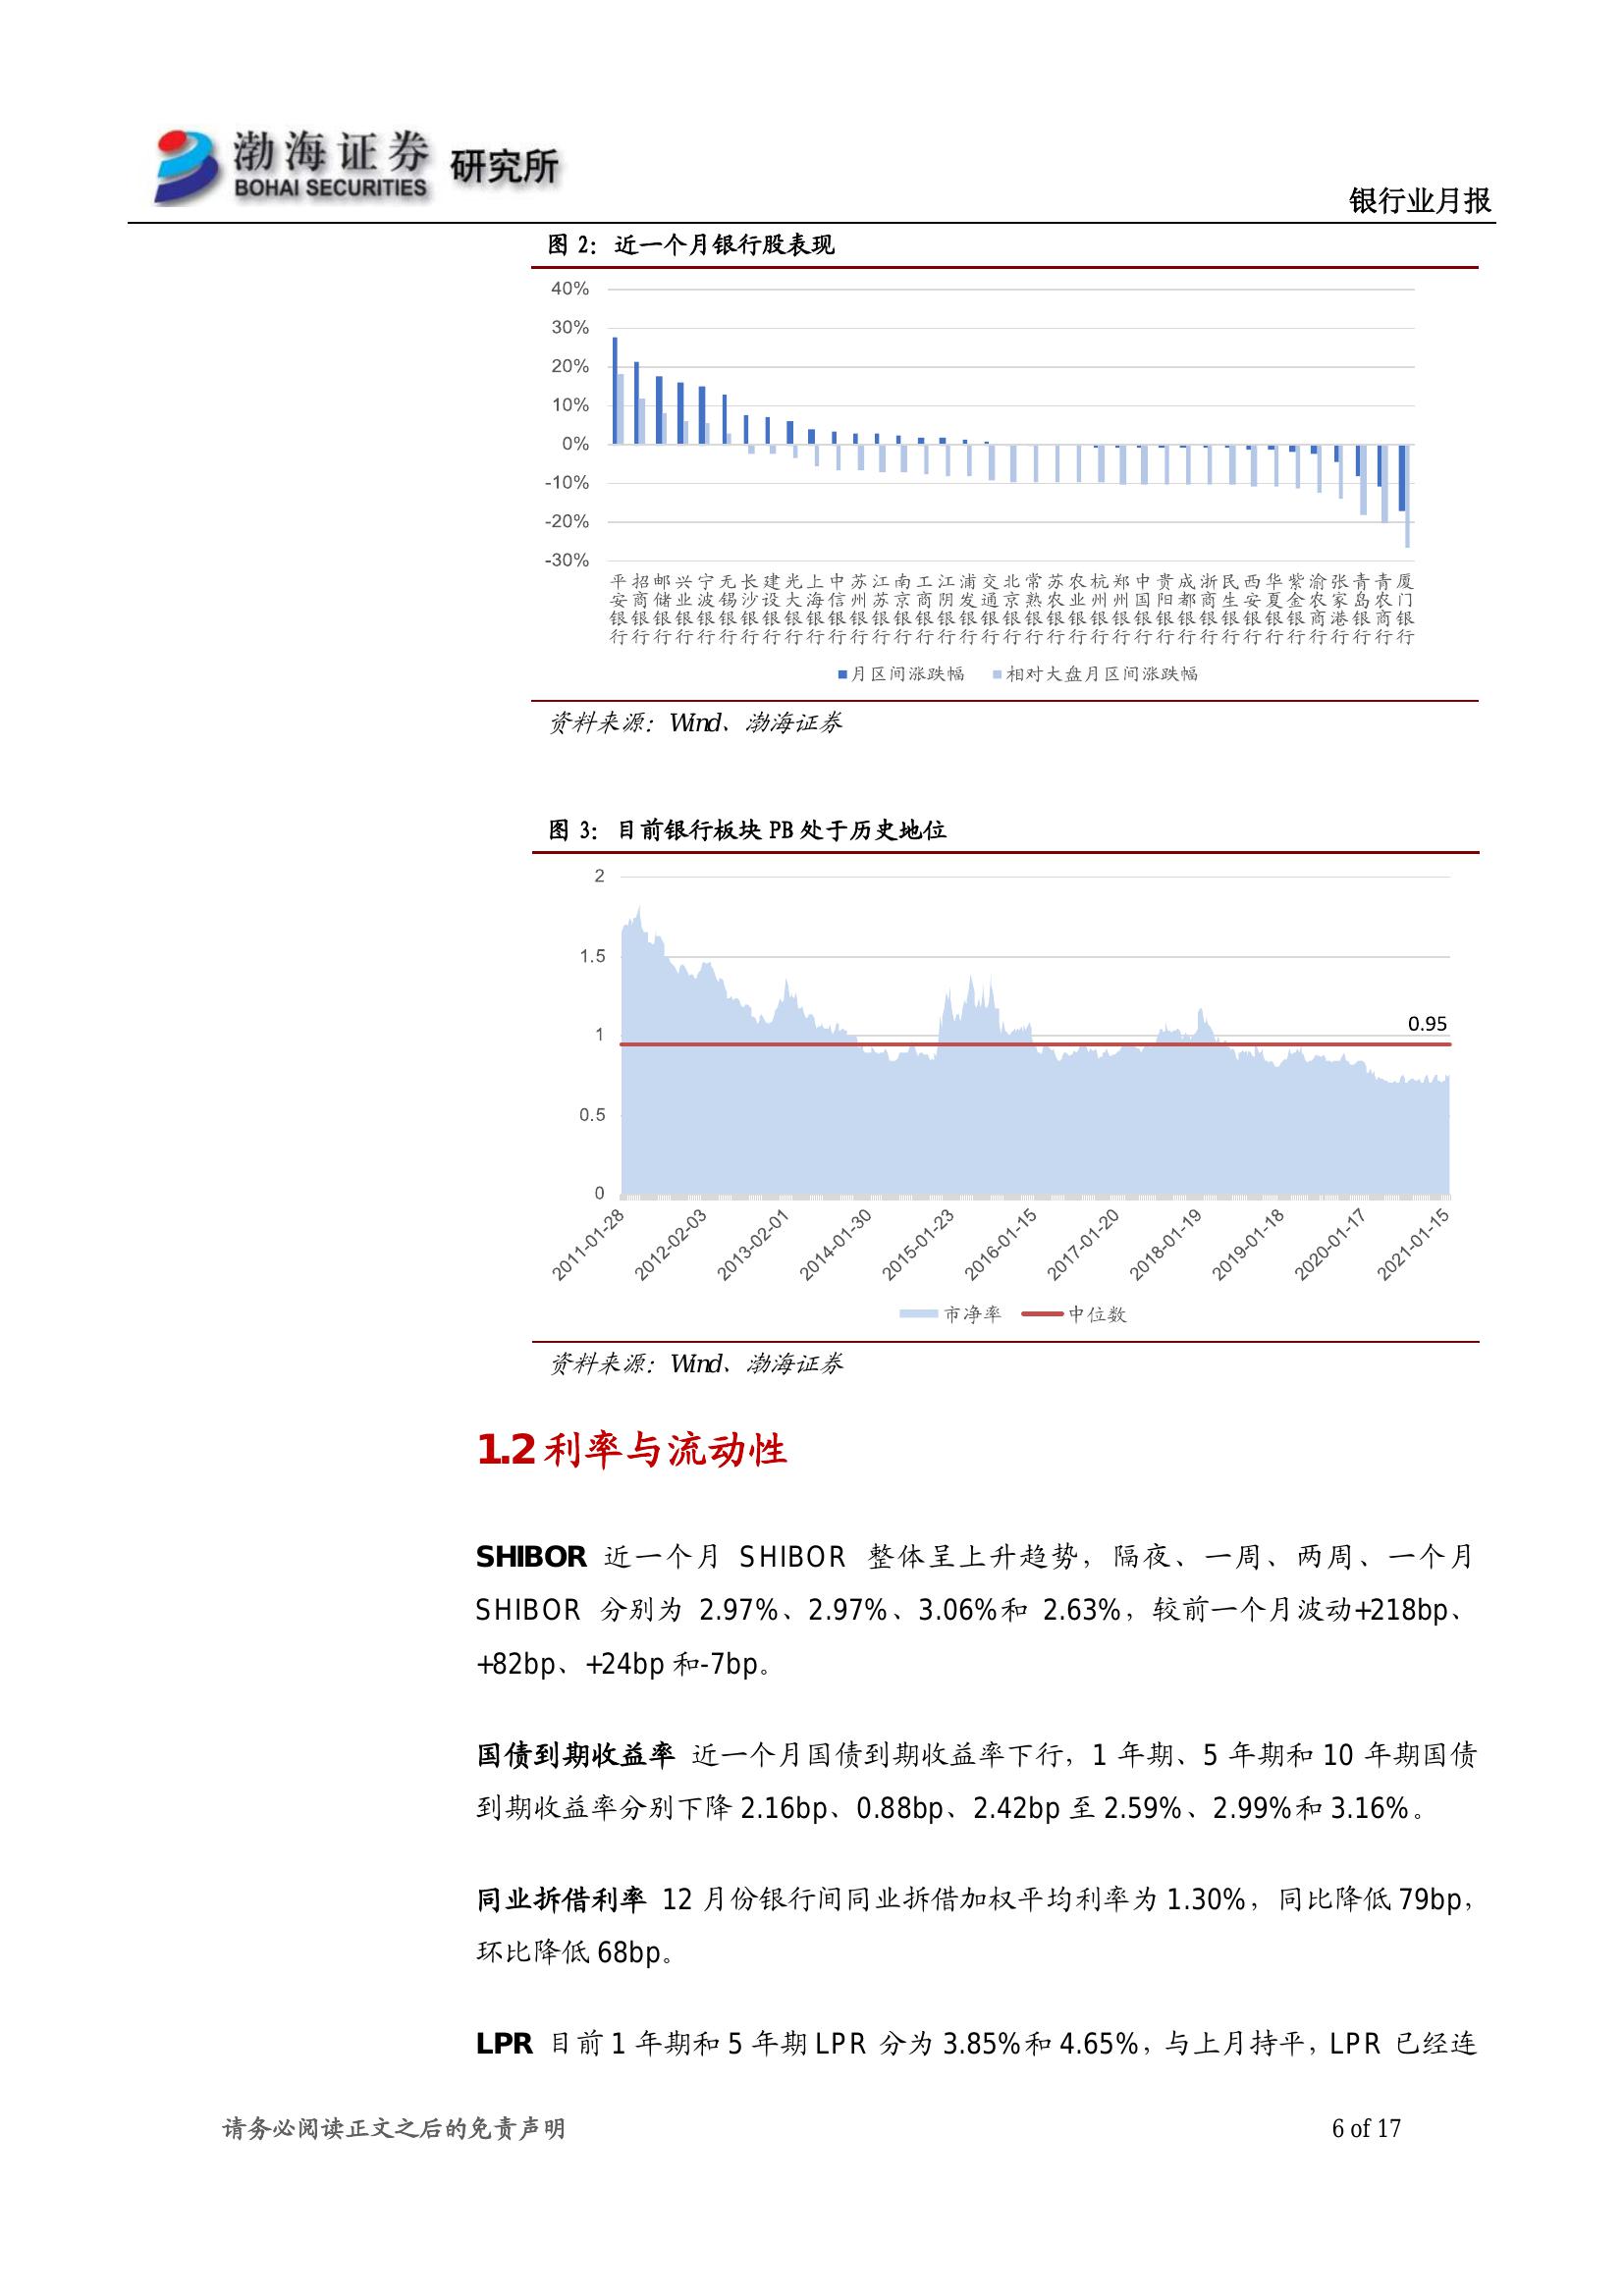 渤海证券 研究所
BOHAI SECURITIES
银行业月报
图 2：近一个月银行股表现
40%
30%
20%
10%
0%
-10%
-20%
-30%
平安银行 招商银行 邮储银行 兴业银行 宁波银行 无锡银行 长沙银行 建设银行 光大银行 上海银行 中信银行 苏州银行 江苏银行 南京银行 工商银行 江阴银行 浦发银行 交通银行 北京银行 常熟银行 苏农银行 农业银行 杭州银行 郑州银行 中国银行 贵阳银行 成都银行 浙商银行 民生银行 西安银行 华夏银行 紫金银行 渝农商行 张家港行 青岛银行 青农商行 厦门银行
月区间涨跌幅 相对大盘月区间涨跌幅
资料来源：Wind、渤海证券
图 3：目前银行板块 PB 处于历史地位
2
1.5
1
0.5
0
0.95
2011-01-28 2012-02-03 2013-02-01 2014-01-30 2015-01-23 2016-01-15 2017-01-20 2018-01-19 2019-01-18 2020-01-17 2021-01-15
市净率 中位数
资料来源：Wind、渤海证券
1.2 利率与流动性
SHIBOR 近一个月 SHIBOR 整体呈上升趋势，隔夜、一周、两周、一个月
SHIBOR 分别为 2.97%、2.97%、3.06%和 2.63%，较前一个月波动+218bp、
+82bp、+24bp 和-7bp。
国债到期收益率 近一个月国债到期收益率下行，1 年期、5 年期和 10 年期国债
到期收益率分别下降 2.16bp、0.88bp、2.42bp 至 2.59%、2.99%和 3.16%。
同业拆借利率 12 月份银行间同业拆借加权平均利率为 1.30%，同比降低 79bp，
环比降低 68bp。
LPR 目前 1 年期和 5 年期 LPR 分为 3.85%和 4.65%，与上月持平，LPR 已经连
请务必阅读正文之后的免责声明
6 of 17